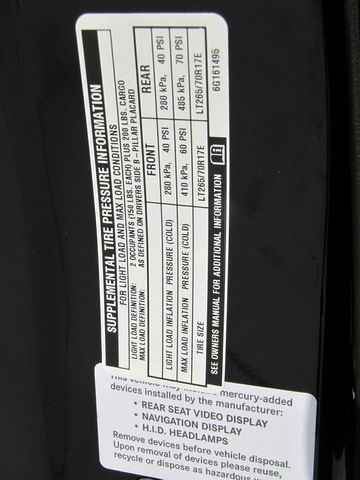 SUPPLEMENTAL TIRE PRESSURE INFORMATION
FOR LIGHT LOAD AND MAX LOAD CONDITIONS
LIGHT LOAD DEFINITION: 2 OCCUPANTS (150 LBS. EACH) PLUS 200 LBS. CARGO
MAX LOAD DEFINITION: AS DEFINED ON DRIVERS SIDE B - PILLAR PLACARD
FRONT REAR
LIGHT LOAD INFLATION PRESSURE (COLD) 280 kPa, 40 PSI 280 kPa, 40 PSI
MAX LOAD INFLATION PRESSURE (COLD) 410 kPa, 60 PSI 485 kPa, 70 PSI
TIRE SIZE LT265/70R17E LT265/70R17E
SEE OWNERS MANUAL FOR ADDITIONAL INFORMATION 6G161495
This vehicle may include mercury-added
devices installed by the manufacturer:
• REAR SEAT VIDEO DISPLAY
• NAVIGATION DISPLAY
• H.I.D. HEADLAMPS
Remove devices before vehicle disposal.
Upon removal of devices please reuse,
recycle or dispose as hazardous